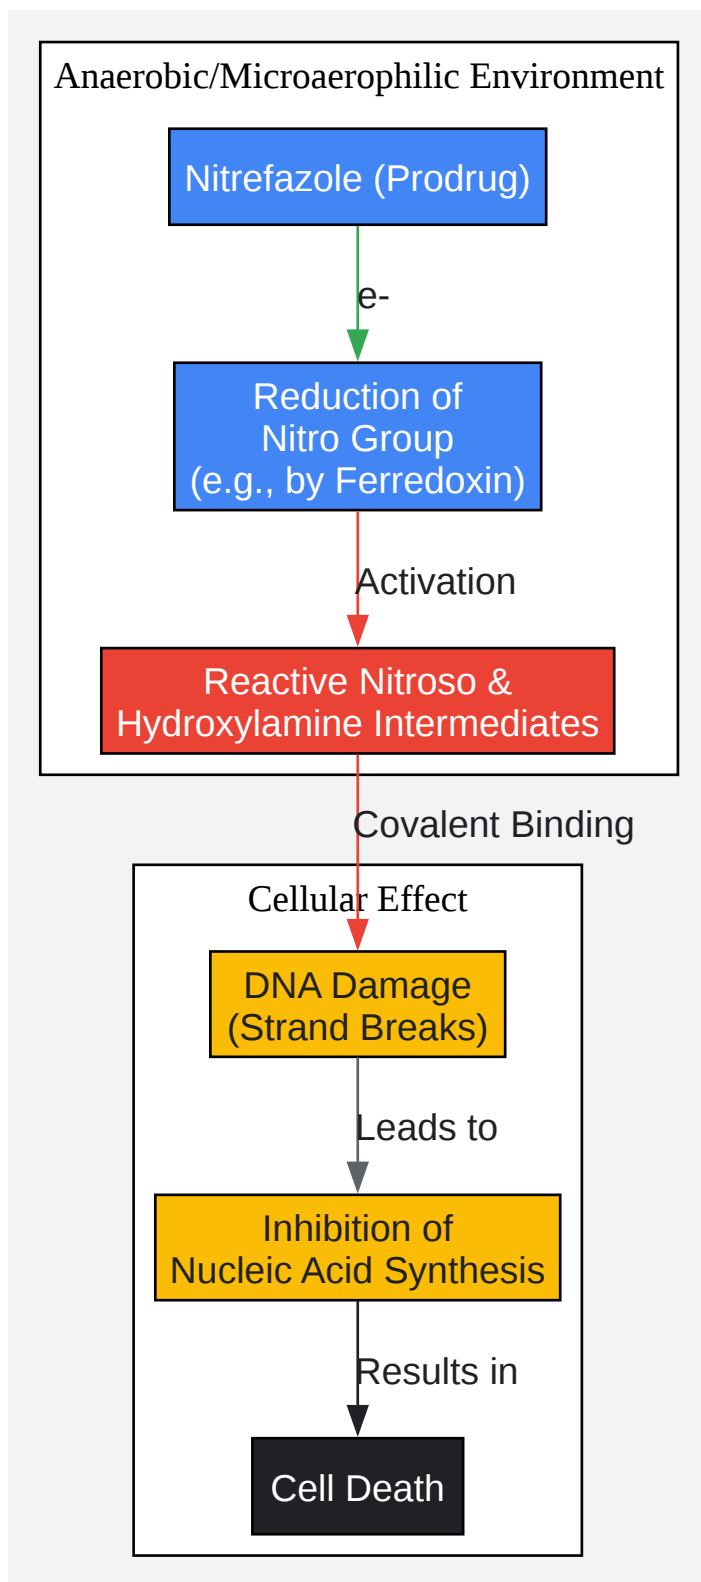 Anaerobic/Microaerophilic Environment
Nitrefazole (Prodrug)
e-
Reduction of
Nitro Group
(e.g., by Ferredoxin)
Activation
Reactive Nitroso &
Hydroxylamine Intermediates
Covalent Binding
Cellular Effect
DNA Damage
(Strand Breaks)
Leads to
Inhibition of
Nucleic Acid Synthesis
Results in
Cell Death